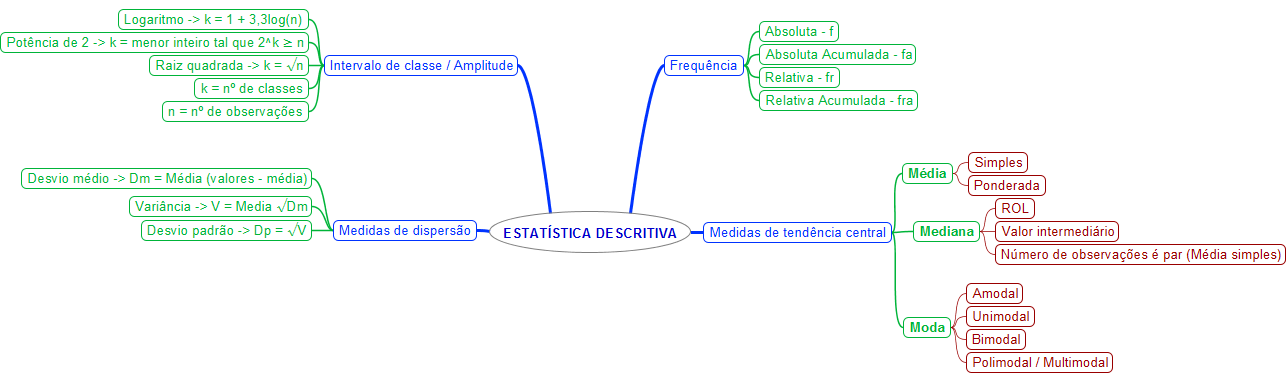 ESTATÍSTICA DESCRITIVA
Intervalo de classe / Amplitude
Logaritmo -> k = 1 + 3,3log(n)
Potência de 2 -> k = menor inteiro tal que 2^k ≥ n
Raiz quadrada -> k = √n
k = nº de classes
n = nº de observações
Medidas de dispersão
Desvio médio -> Dm = Média (valores - média)
Variância -> V = Media √Dm
Desvio padrão -> Dp = √V
Frequência
Absoluta - f
Absoluta Acumulada - fa
Relativa - fr
Relativa Acumulada - fra
Medidas de tendência central
Média
Simples
Ponderada
Mediana
ROL
Valor intermediário
Número de observações é par (Média simples)
Moda
Amodal
Unimodal
Bimodal
Polimodal / Multimodal